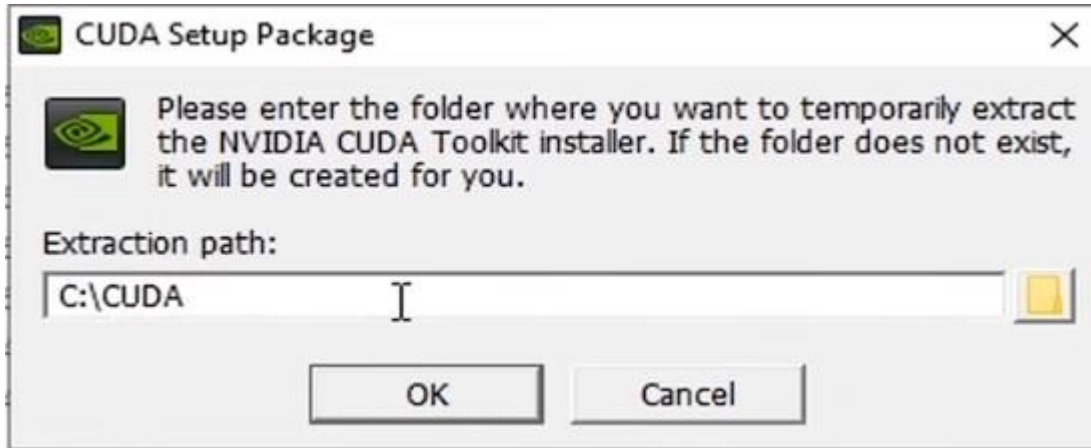 CUDA Setup Package
Please enter the folder where you want to temporarily extract
the NVIDIA CUDA Toolkit installer. If the folder does not exist,
it will be created for you.
Extraction path:
C:\CUDA
OK
Cancel